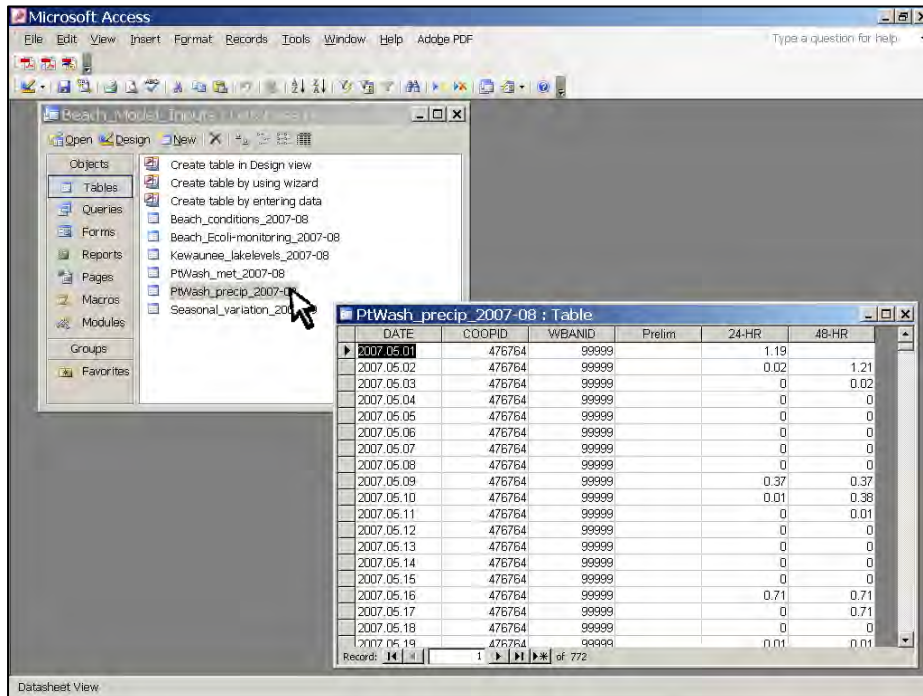 Microsoft Access
File Edit View Insert Format Records Tools Window Help Adobe PDF Type a question for help
Beach_Model_Inputs
Open Design New
Objects
Tables
Queries
Forms
Reports
Pages
Macros
Modules
Groups
Favorites
Create table in Design view
Create table by using wizard
Create table by entering data
Beach_conditions_2007-08
Beach_Ecoli-monitoring_2007-08
Kewaunee_lakelevels_2007-08
PtWash_met_2007-08
PtWash_precip_2007-0
Seasonal_variation_20
PtWash_precip_2007-08 : Table
DATE COOPID WBANID Prelim 24-HR 48-HR
2007.05.01 476764 99999 1.19
2007.05.02 476764 99999 0.02 1.21
2007.05.03 476764 99999 0 0.02
2007.05.04 476764 99999 0 0
2007.05.05 476764 99999 0 0
2007.05.06 476764 99999 0 0
2007.05.07 476764 99999 0 0
2007.05.08 476764 99999 0 0
2007.05.09 476764 99999 0.37 0.37
2007.05.10 476764 99999 0.01 0.38
2007.05.11 476764 99999 0 0.01
2007.05.12 476764 99999 0 0
2007.05.13 476764 99999 0 0
2007.05.14 476764 99999 0 0
2007.05.15 476764 99999 0 0
2007.05.16 476764 99999 0.71 0.71
2007.05.17 476764 99999 0 0.71
2007.05.18 476764 99999 0 0
2007.05.19 476764 99999 0.01 0.01
Record: 1 of 772
Datasheet View